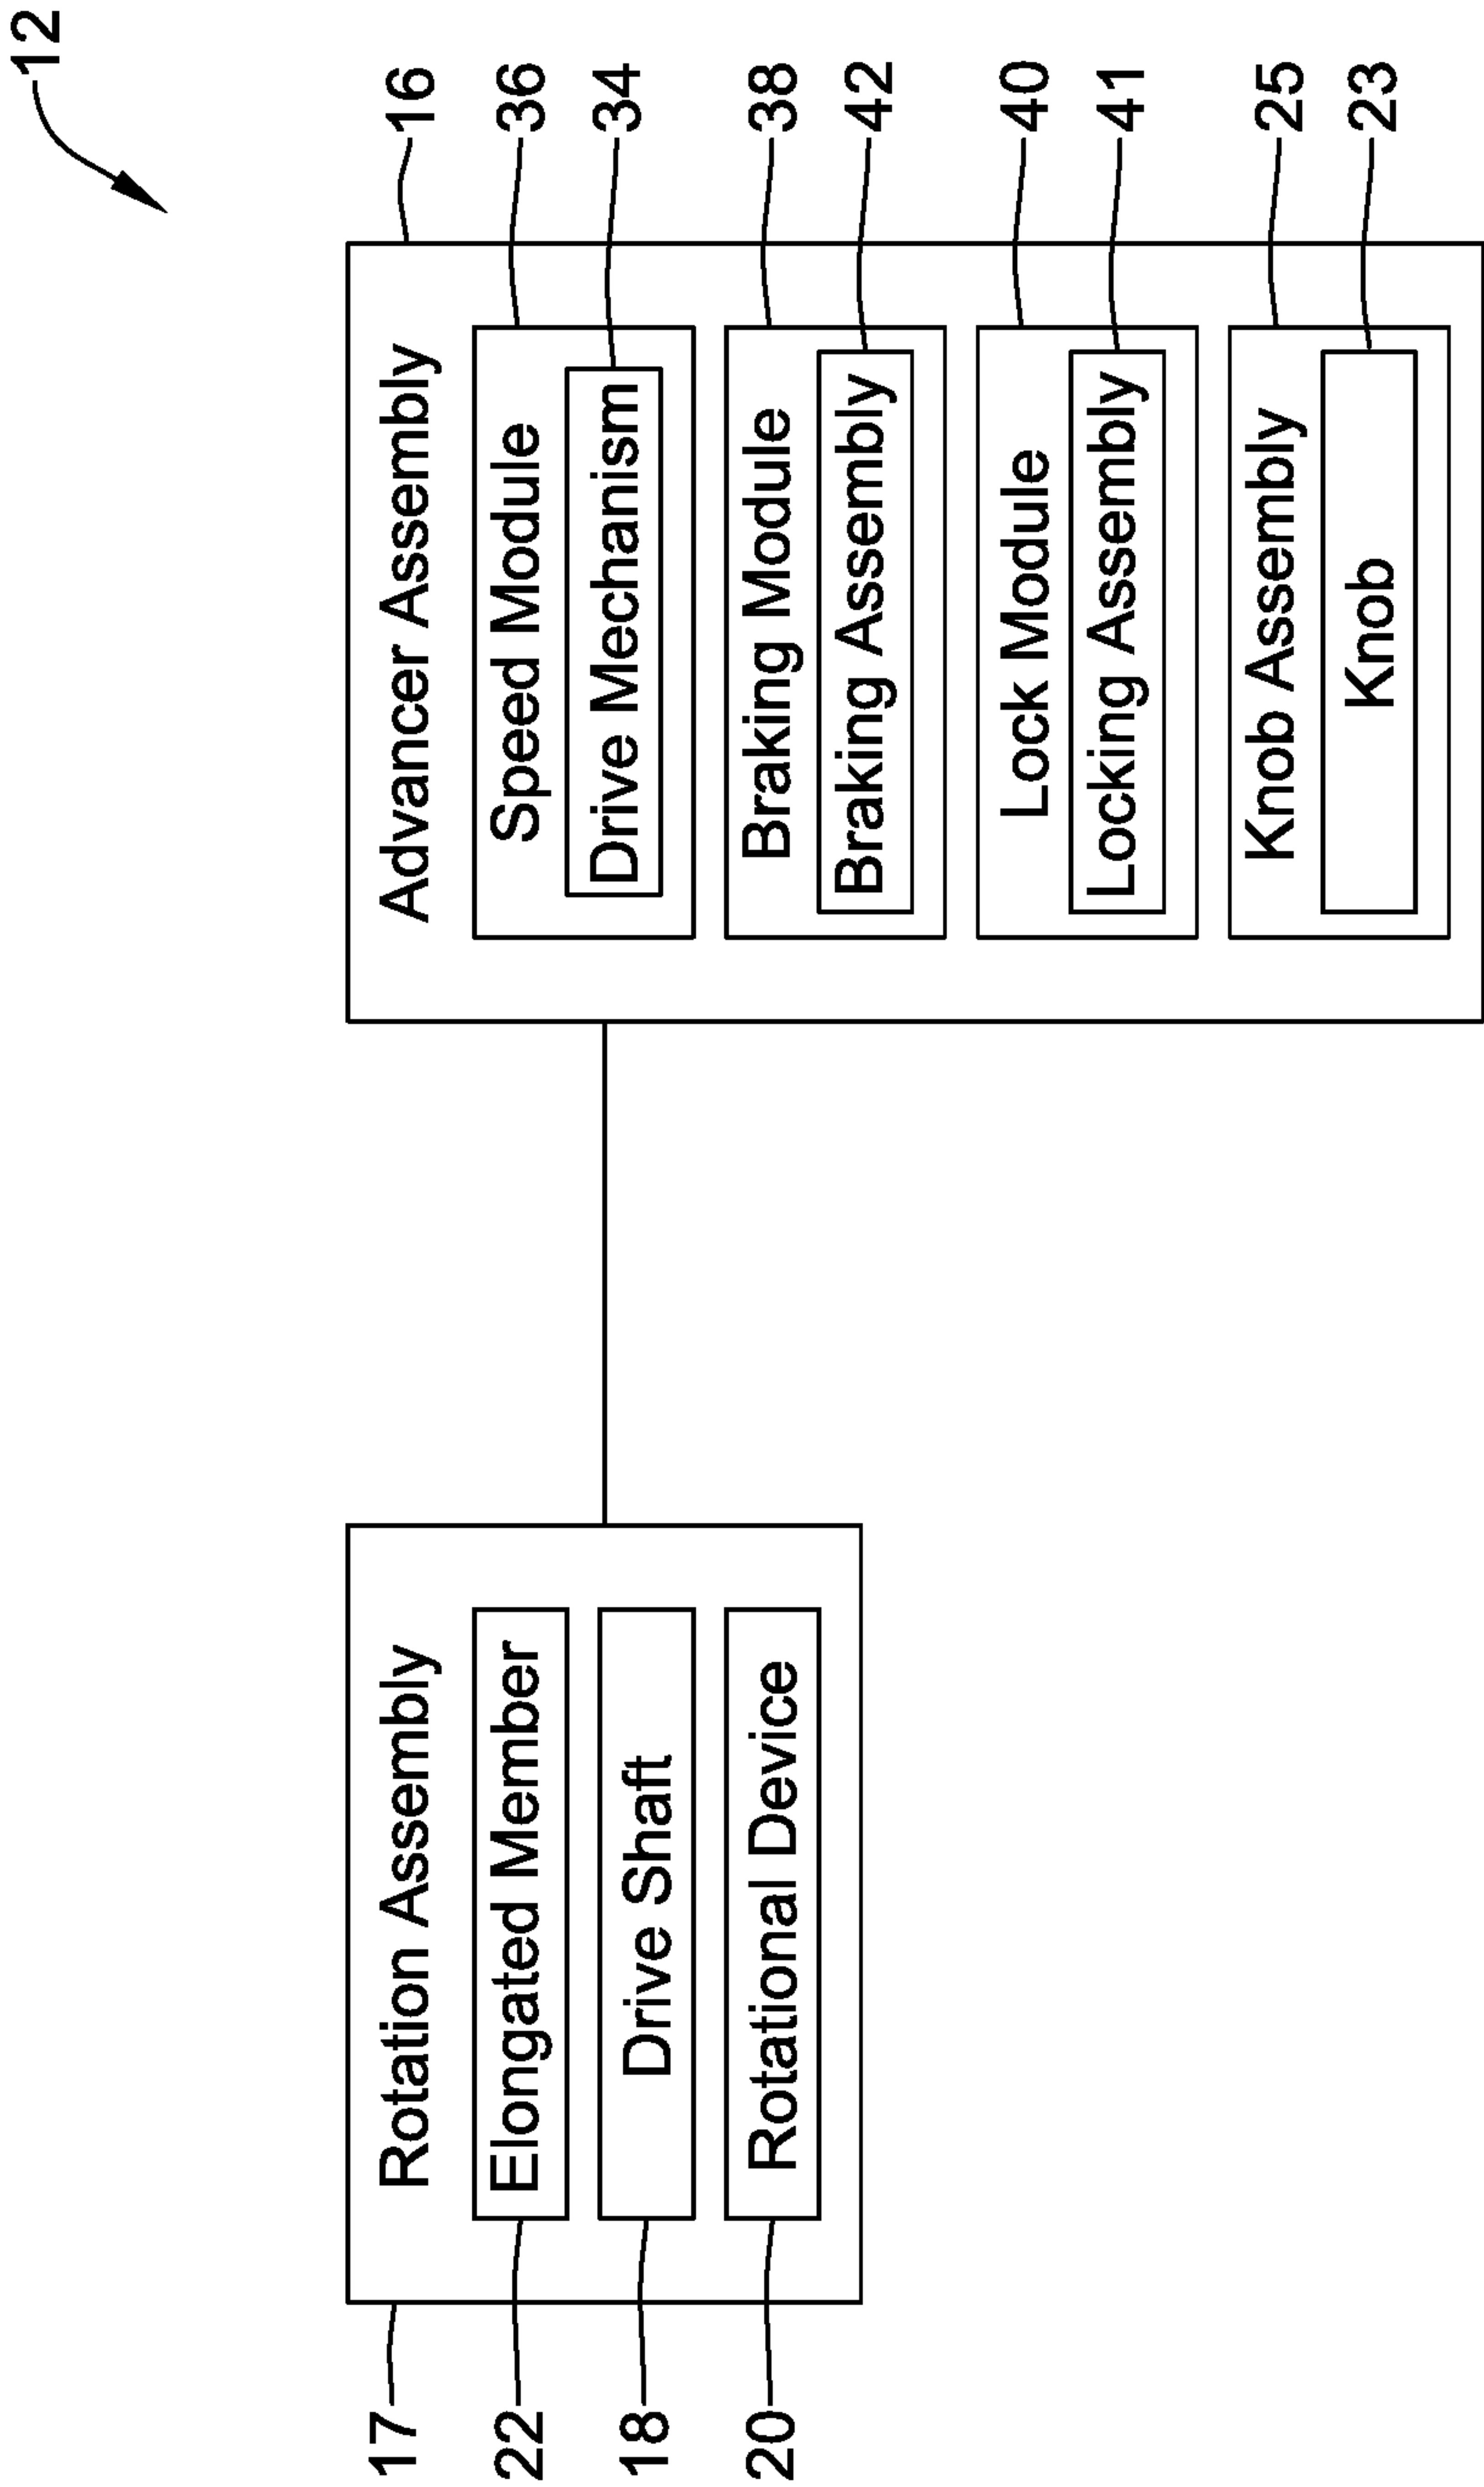 12
Rotation Assembly
17
Elongated Member
22
Drive Shaft
18
Rotational Device
20
Advancer Assembly
16
Speed Module
36
Drive Mechanism
34
Braking Module
38
Braking Assembly
42
Lock Module
40
Locking Assembly
41
Knob Assembly
25
Knob
23